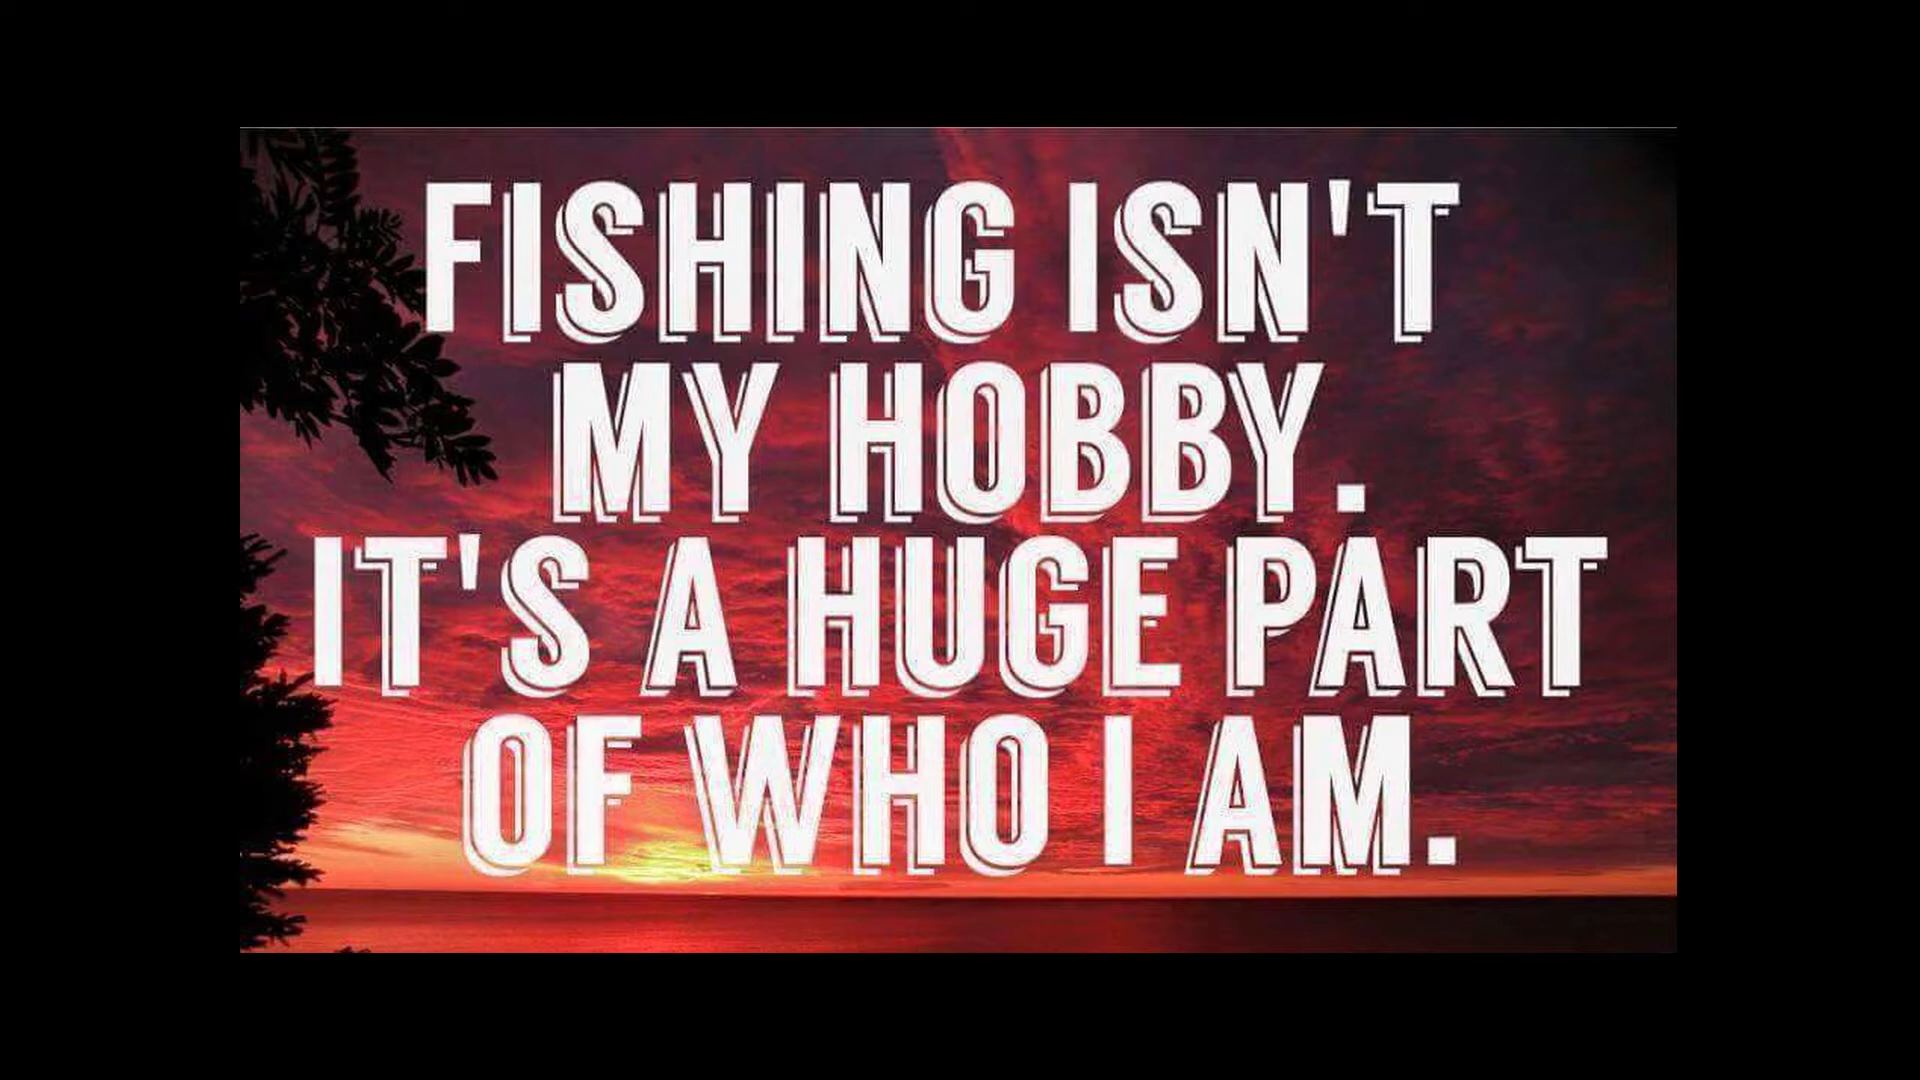 FISHING ISN'T
MY HOBBY.
IT'S A HUGE PART
OF WHO I AM.